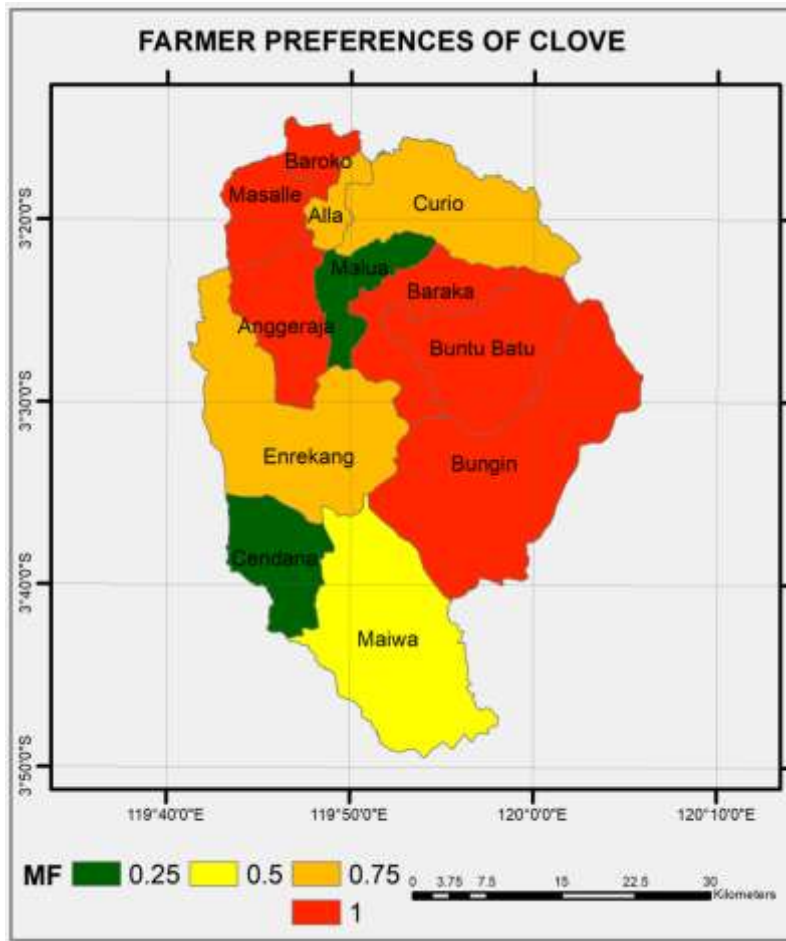 FARMER PREFERENCES OF CLOVE
Baroko
Masalle
Alla
Curio
Malua
Baraka
Anggeraja
Buntu Batu
Enrekang
Bungin
Cendana
Maiwa
3°20'0"S
3°30'0"S
3°40'0"S
3°50'0"S
119°40'0"E 119°50'0"E 120°0'0"E 120°10'0"E
MF 0.25 0.5 0.75
1
0 3.75 7.5 15 22.5 30
Kilometers